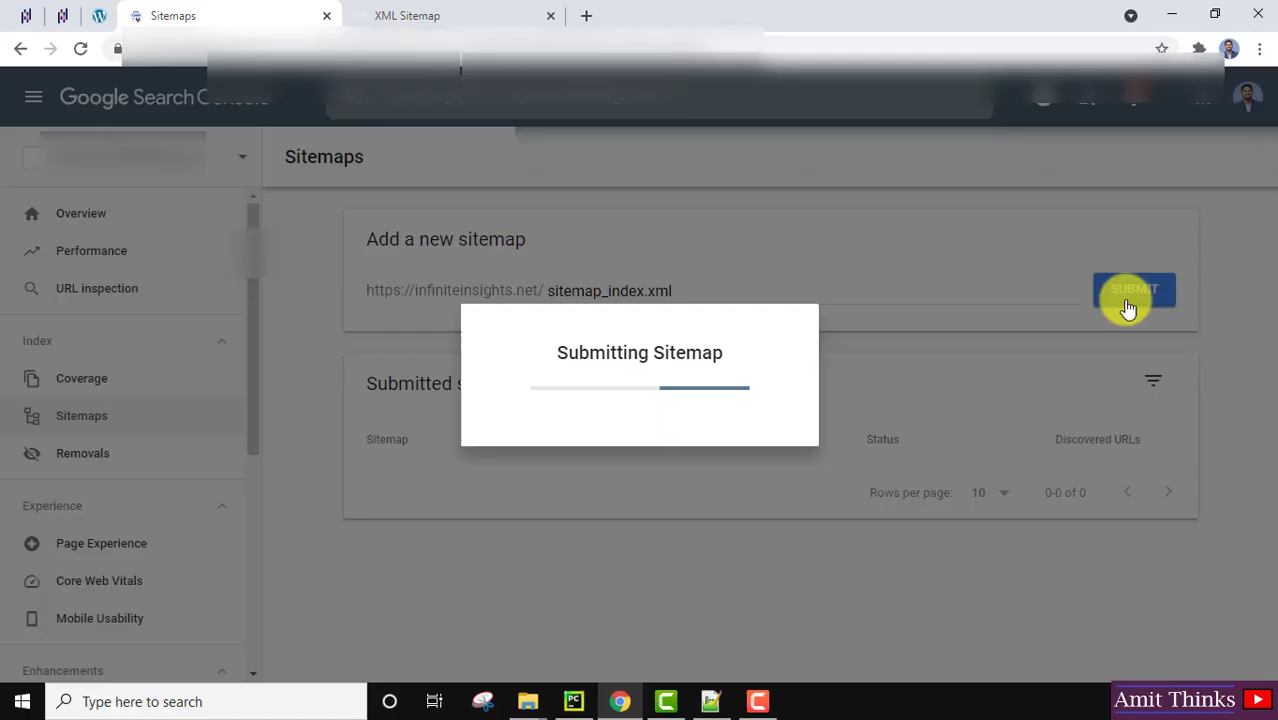 Sitemaps
XML Sitemap
Google Search Console
Sitemaps
Overview
Performance
URL inspection
Index
Coverage
Sitemaps
Removals
Experience
Page Experience
Core Web Vitals
Mobile Usability
Enhancements
Add a new sitemap
https://infiniteinsights.net/ sitemap_index.xml
SUBMIT
Submitting Sitemap
Submitted s
Sitemap Status Discovered URLs
Rows per page: 10 0-0 of 0
Type here to search
PC
Amit Thinks